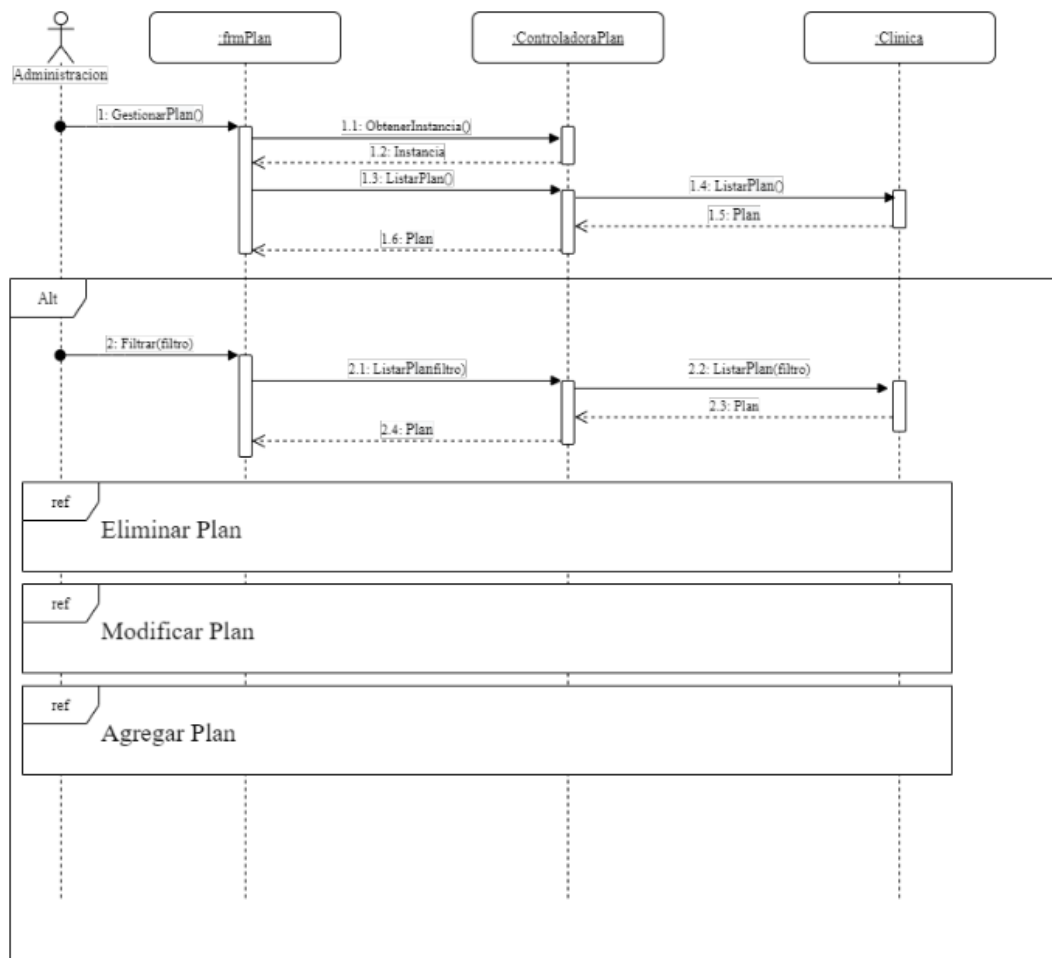 :frmPlan
:ControladoraPlan
:Clinica
Administracion
1: GestionarPlan()
1.1: ObtenerInstancia()
1.2: Instancia
1.3: ListarPlan()
1.4: ListarPlan()
1.5: Plan
1.6: Plan
Alt
2: Filtrar(filtro)
2.1: ListarPlanfiltro)
2.2: ListarPlan(filtro)
2.3: Plan
2.4: Plan
ref
Eliminar Plan
ref
Modificar Plan
ref
Agregar Plan